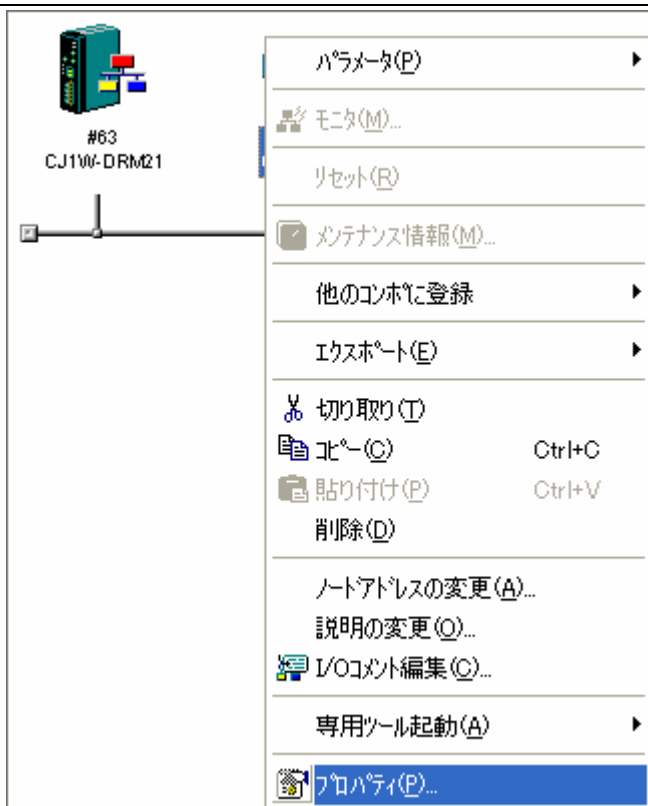 #63
CJ1W-DRM21
ﾊﾟﾗﾒｰﾀ(P)
ﾓﾆﾀ(M)...
ﾘｾｯﾄ(R)
ﾒﾝﾃﾅﾝｽ情報(M)...
他のｺﾝﾎﾟに登録
ｴｸｽﾎﾟｰﾄ(E)
切り取り(T)
ｺﾋﾟｰ(C) Ctrl+C
貼り付け(P) Ctrl+V
削除(D)
ﾉｰﾄﾞｱﾄﾞﾚｽの変更(A)...
説明の変更(O)...
I/Oｺﾒﾝﾄ編集(C)...
専用ﾂｰﾙ起動(A)
ﾌﾟﾛﾊﾟﾃｨ(P)...